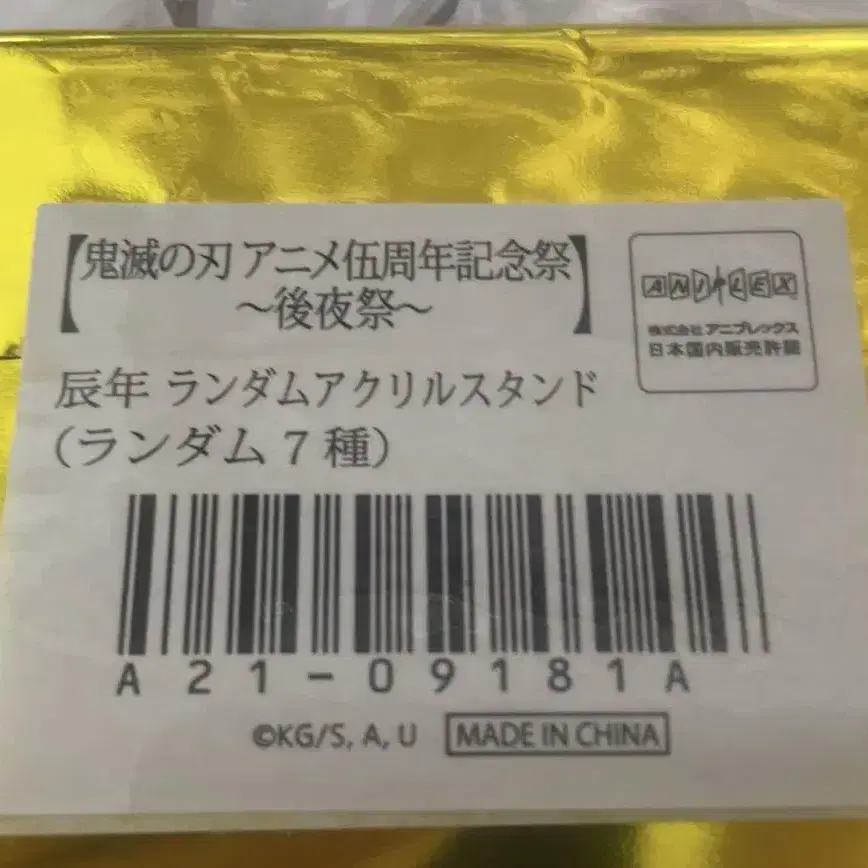 【鬼滅の刃 アニメ伍周年記念祭
～後夜祭～】
ANIPLEX
株式会社アニプレックス
日本国内販売許諾
辰年 ランダムアクリルスタンド
（ランダム 7 種）
A21-09181A
©KG/S, A, U MADE IN CHINA